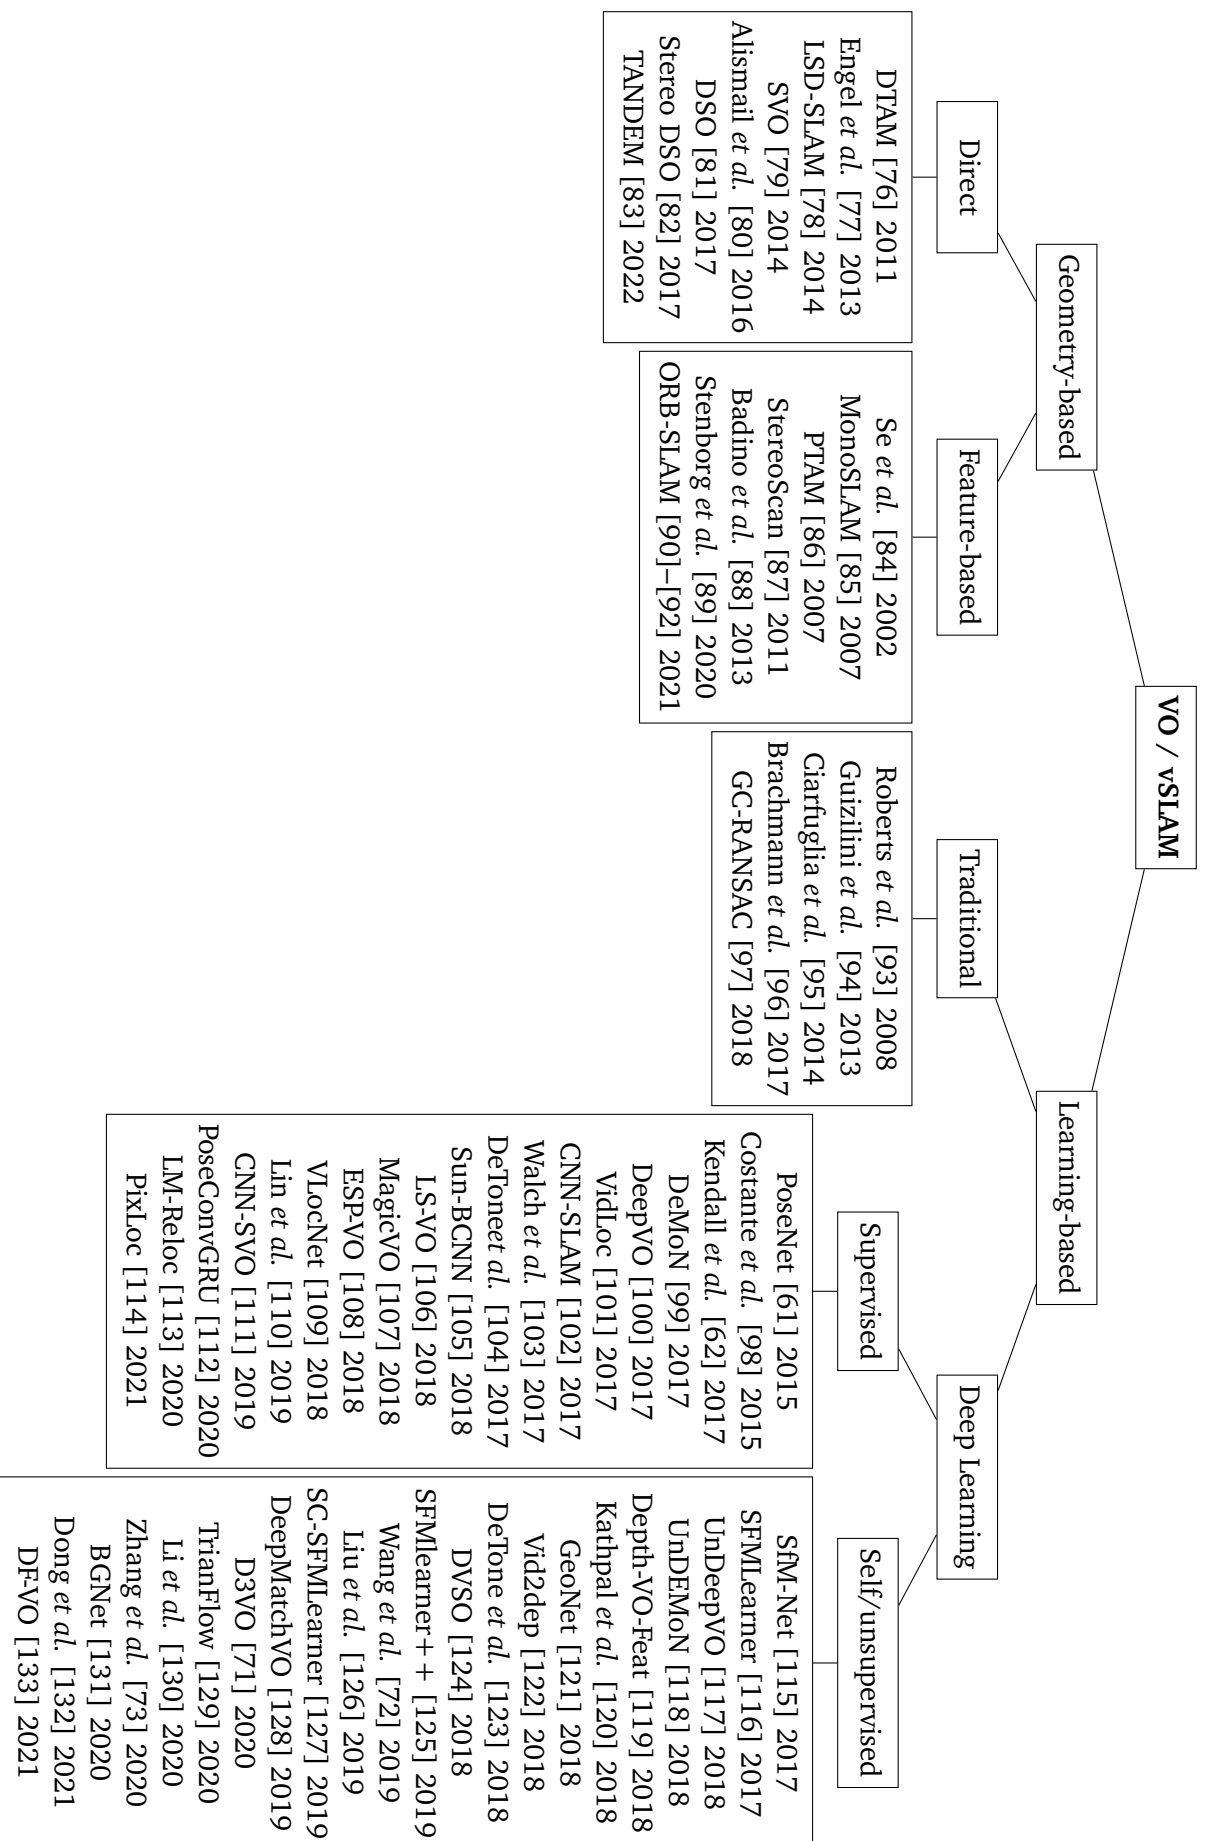 VO / vSLAM
Geometry-based
Learning-based
Direct
Feature-based
Traditional
Deep Learning
Supervised
Self/unsupervised
DTAM [76] 2011
Engel et al. [77] 2013
LSD-SLAM [78] 2014
SVO [79] 2014
Alismail et al. [80] 2016
DSO [81] 2017
Stereo DSO [82] 2017
TANDEM [83] 2022
Se et al. [84] 2002
MonoSLAM [85] 2007
PTAM [86] 2007
StereoScan [87] 2011
Badino et al. [88] 2013
Stenborg et al. [89] 2020
ORB-SLAM [90]–[92] 2021
Roberts et al. [93] 2008
Guizilini et al. [94] 2013
Ciarfuglia et al. [95] 2014
Brachmann et al. [96] 2017
GC-RANSAC [97] 2018
PoseNet [61] 2015
Costante et al. [98] 2015
Kendall et al. [62] 2017
DeMoN [99] 2017
DeepVO [100] 2017
VidLoc [101] 2017
CNN-SLAM [102] 2017
Walch et al. [103] 2017
DeToneet al. [104] 2017
Sun-BCNN [105] 2018
LS-VO [106] 2018
MagicVO [107] 2018
ESP-VO [108] 2018
VLocNet [109] 2018
Lin et al. [110] 2019
CNN-SVO [111] 2019
PoseConvGRU [112] 2020
LM-Reloc [113] 2020
PixLoc [114] 2021
SfM-Net [115] 2017
SFMLearner [116] 2017
UnDeepVO [117] 2018
UnDEMoN [118] 2018
Depth-VO-Feat [119] 2018
Kathpal et al. [120] 2018
GeoNet [121] 2018
Vid2dep [122] 2018
DeTone et al. [123] 2018
DVSO [124] 2018
SFMlearner++ [125] 2019
Wang et al. [72] 2019
Liu et al. [126] 2019
SC-SFMLearner [127] 2019
DeepMatchVO [128] 2019
D3VO [71] 2020
TrianFlow [129] 2020
Li et al. [130] 2020
Zhang et al. [73] 2020
BGNet [131] 2020
Dong et al. [132] 2021
DF-VO [133] 2021